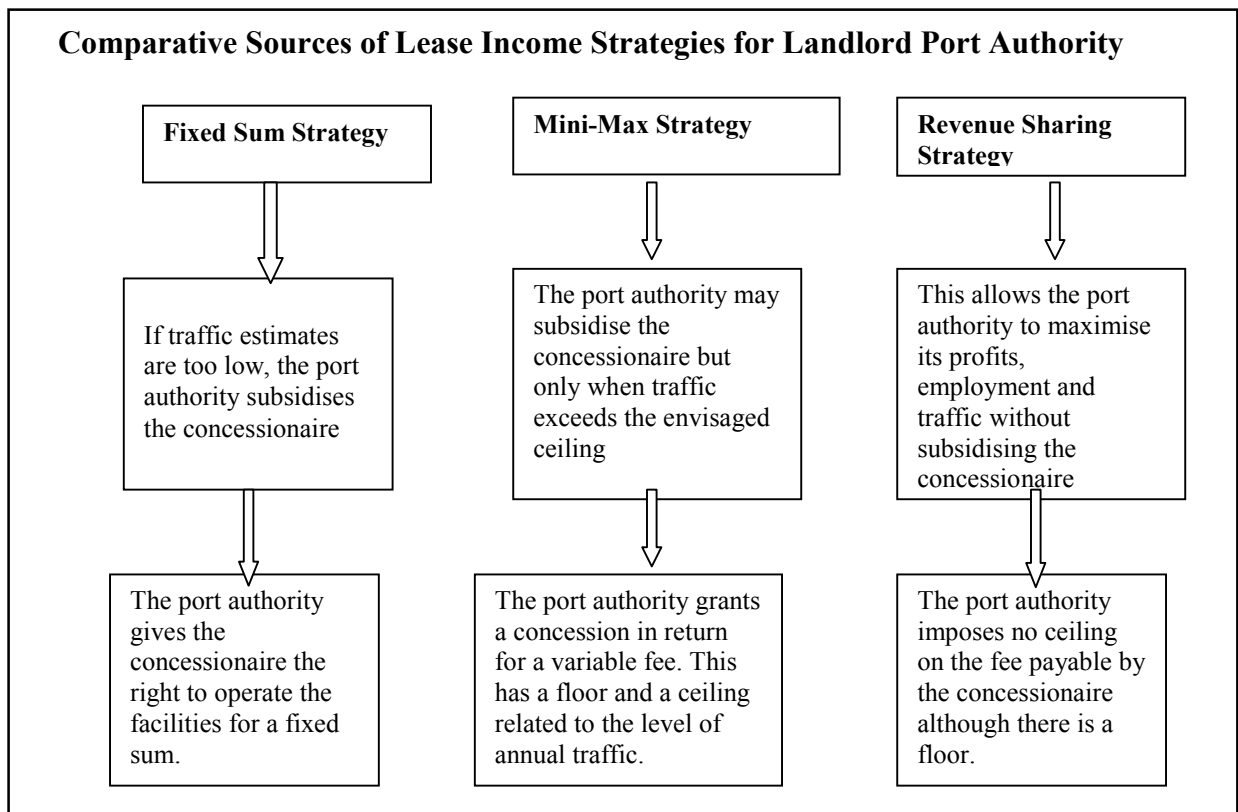 Comparative Sources of Lease Income Strategies for Landlord Port Authority
Fixed Sum Strategy
If traffic estimates
are too low, the port
authority subsidises
the concessionaire
The port authority
gives the
concessionaire the
right to operate the
facilities for a fixed
sum.
Mini-Max Strategy
The port authority may
subsidise the
concessionaire but
only when traffic
exceeds the envisaged
ceiling
The port authority grants
a concession in return
for a variable fee. This
has a floor and a ceiling
related to the level of
annual traffic.
Revenue Sharing
Strategy
This allows the port
authority to maximise
its profits,
employment and
traffic without
subsidising the
concessionaire
The port authority
imposes no ceiling
on the fee payable by
the concessionaire
although there is a
floor.